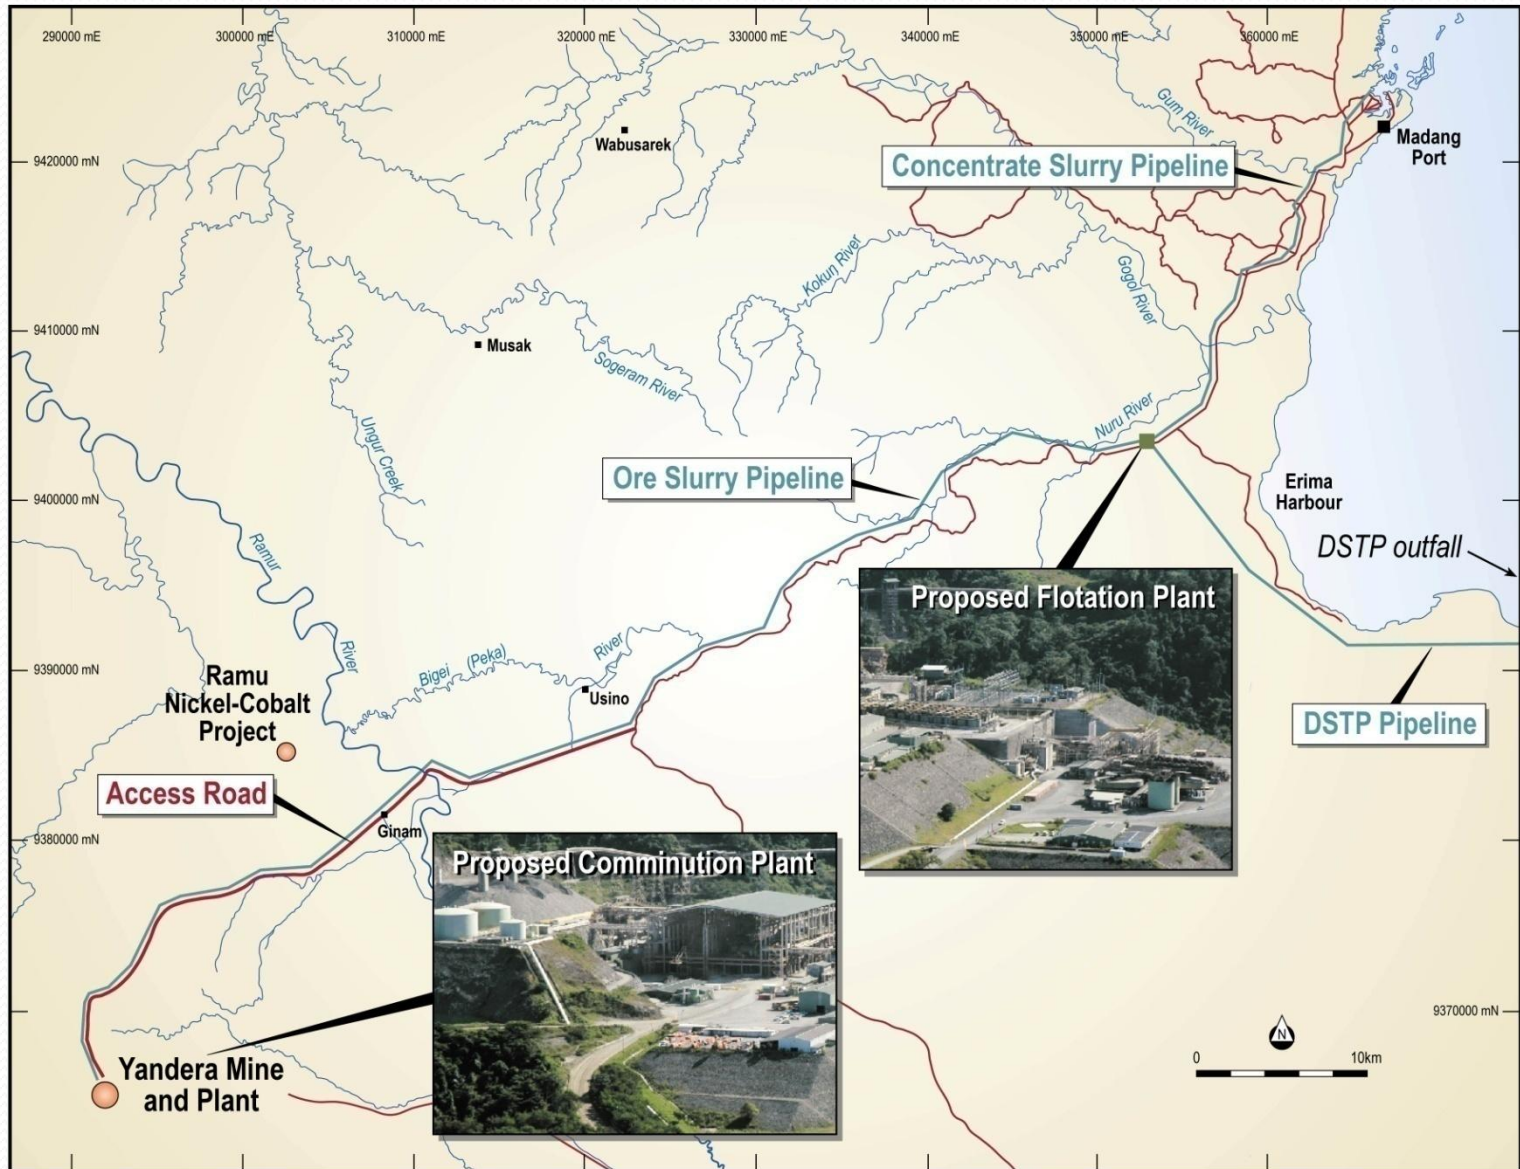 290000 mE
300000 mE
310000 mE
320000 mE
330000 mE
340000 mE
350000 mE
360000 mE
Gum River
Madang
Port
Wabusarek
9420000 mN
Concentrate Slurry Pipeline
Kokun River
Gogol
River
9410000 mN
Musak
Sogeram River
Nuru River
Ungur Creek
Ore Slurry Pipeline
Erima
Harbour
9400000 mN
DSTP outfall
Ramur
River
Proposed Flotation Plant
Bigei (Peka)
River
9390000 mN
Usino
Ramu
Nickel-Cobalt
Project
DSTP Pipeline
Access Road
Ginam
9380000 mN
Proposed Comminution Plant
9370000 mN
N
0
10km
Yandera Mine
and Plant